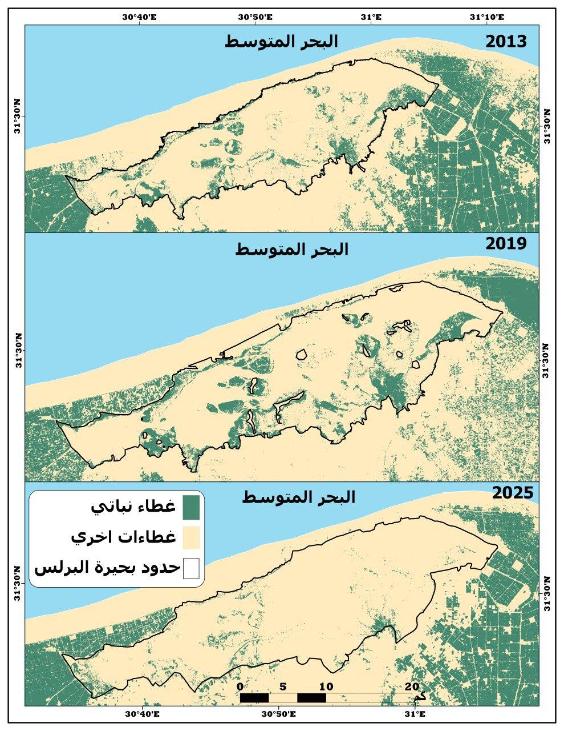 30°40'E 30°50'E 31°E 31°10'E
البحر المتوسط
2013
31°30'N
31°30'N
البحر المتوسط
2019
31°30'N
31°30'N
البحر المتوسط
2025
غطاء نباتي
غطاءات اخري
حدود بحيرة البرلس
31°30'N
31°30'N
0 5 10 20
كم
30°40'E 30°50'E 31°E